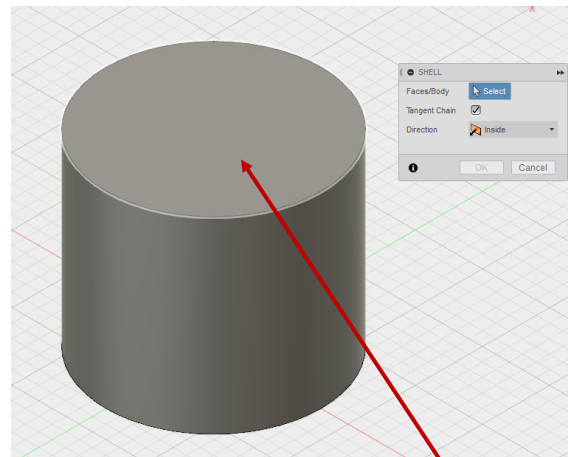 X
SHELL
Faces/Body Select
Tangent Chain
Direction Inside
OK Cancel